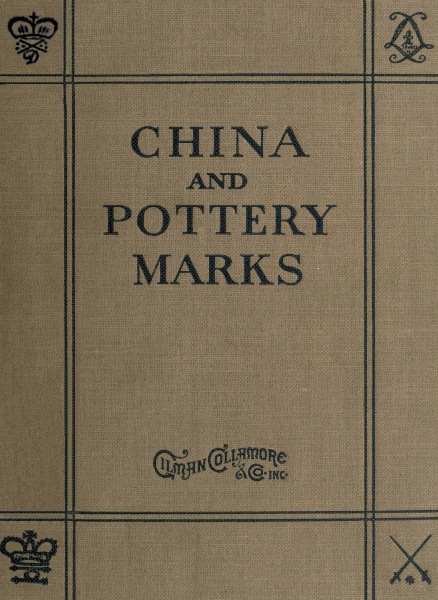 CHINA
AND
POTTERY
MARKS
GILMAN COLLAMORE
& CO. INC.